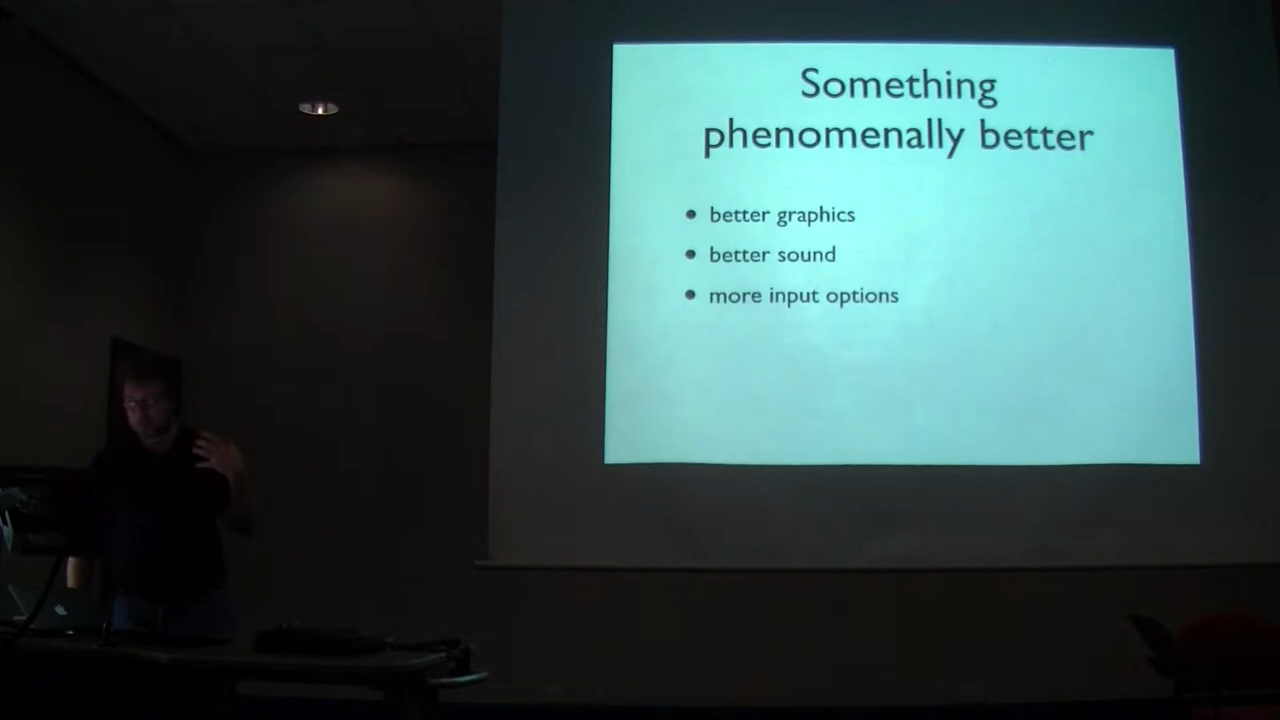 Something
phenomenally better
• better graphics
• better sound
• more input options